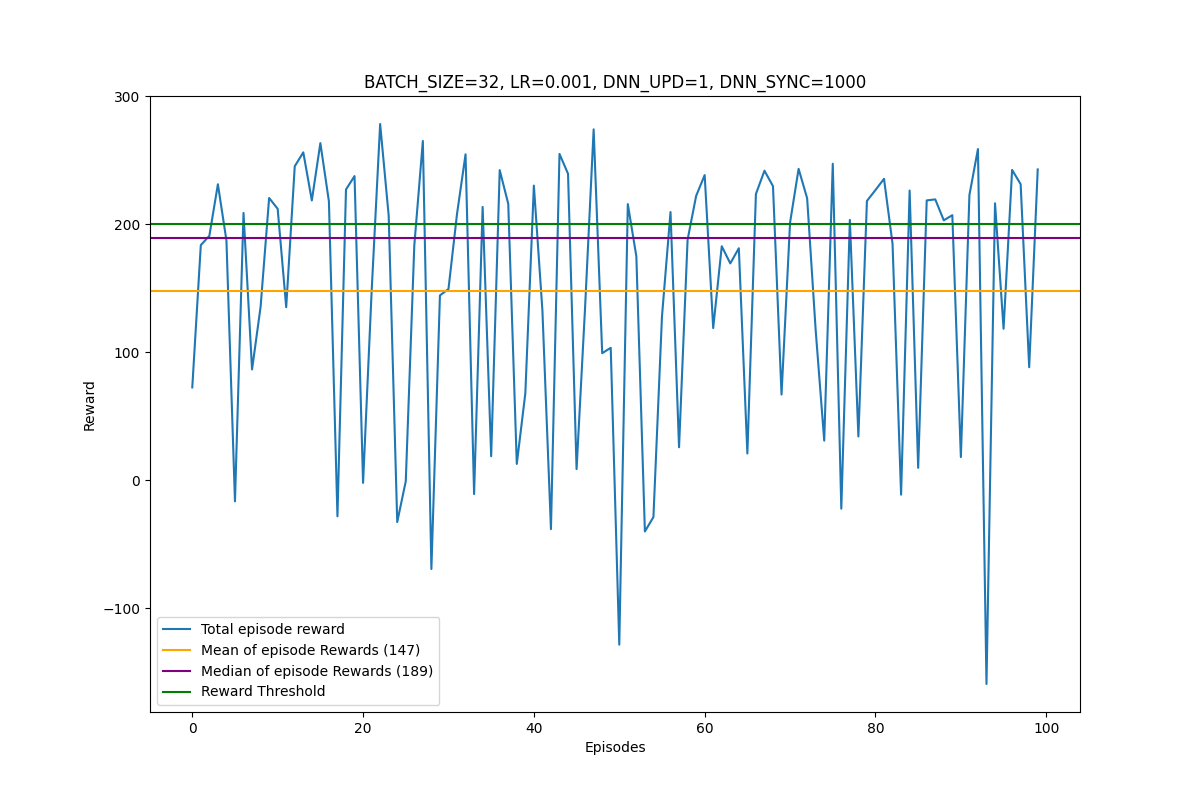 BATCH_SIZE=32, LR=0.001, DNN_UPD=1, DNN_SYNC=1000
300
200
100
0
−100
Reward
Total episode reward
Mean of episode Rewards (147)
Median of episode Rewards (189)
Reward Threshold
0 20 40 60 80 100
Episodes